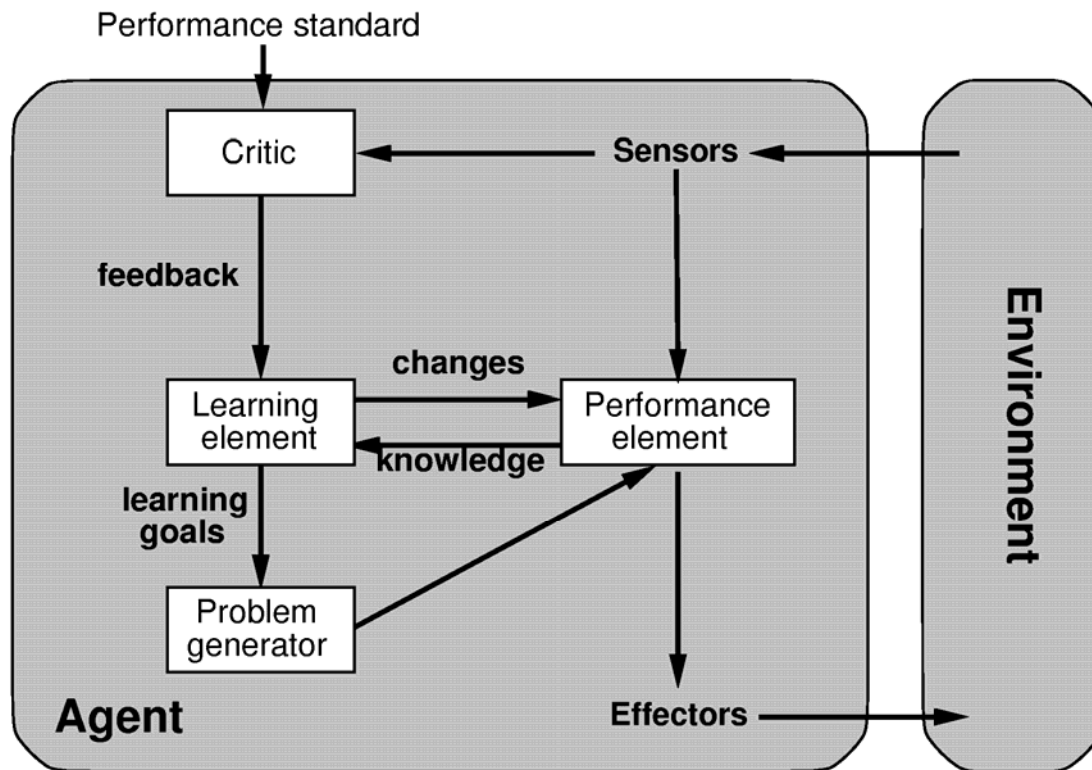 Performance standard
Critic
Sensors
feedback
changes
Learning
element
Performance
element
knowledge
learning
goals
Problem
generator
Agent
Effectors
Environment